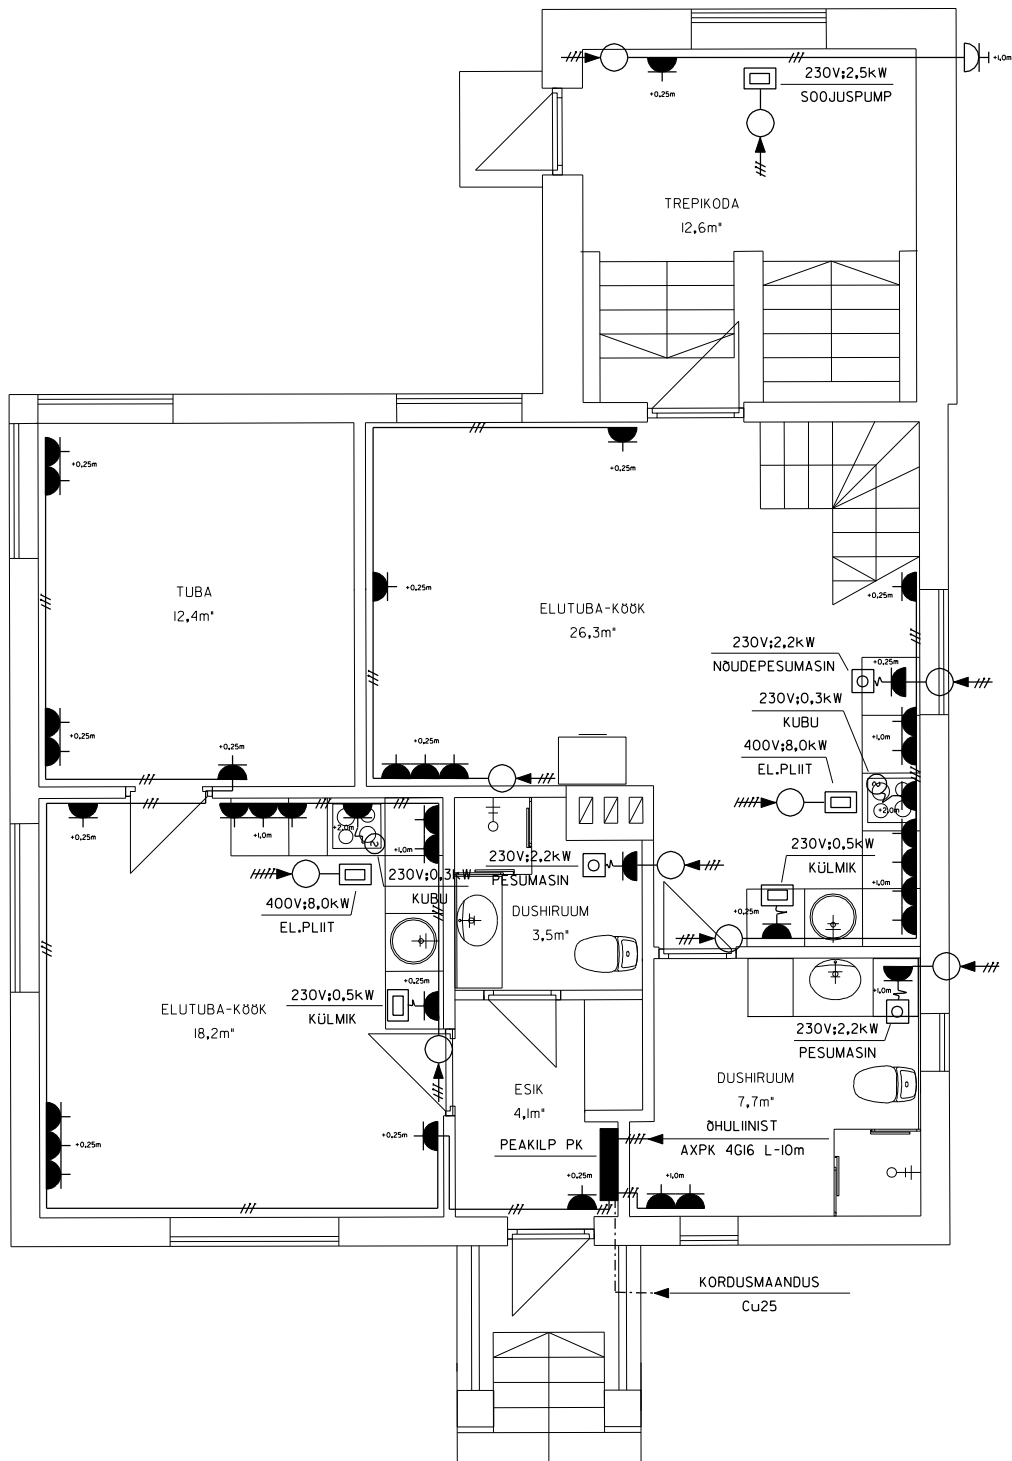 +1,0m
230V;2,5kW
SOOJUSPUMP
+0,25m
TREPIKODA
12,6m²
+0,25m
+0,25m
TUBA
12,4m²
+0,25m
+0,25m
ELUTUBA-KÖÖK
26,3m²
230V;2,2kW
NÕUDEPESUMASIN
+0,25m
230V;0,3kW
KUBU
+1,0m
400V;8,0kW
EL.PLIIT
+0,25m
+0,25m
+1,0m
+0,25m
+1,0m
+2,0m
+2,0m
+1,0m
230V;0,5kW
KÜLMIK
230V;2,2kW
PESUMASIN
230V;0,3kW
KUBU
400V;8,0kW
EL.PLIIT
+1,0m
+0,25m
DUSHIRUUM
3,5m²
+0,25m
230V;0,5kW
KÜLMIK
ELUTUBA-KÖÖK
18,2m²
+1,0m
230V;2,2kW
PESUMASIN
ESIK
4,1m²
DUSHIRUUM
7,7m²
+0,25m
+0,25m
PEAKILP PK
ÕHULIINIST
AXPK 4G16 L-10m
+0,25m
+1,0m
KORDUSMAANDUS
Cu25